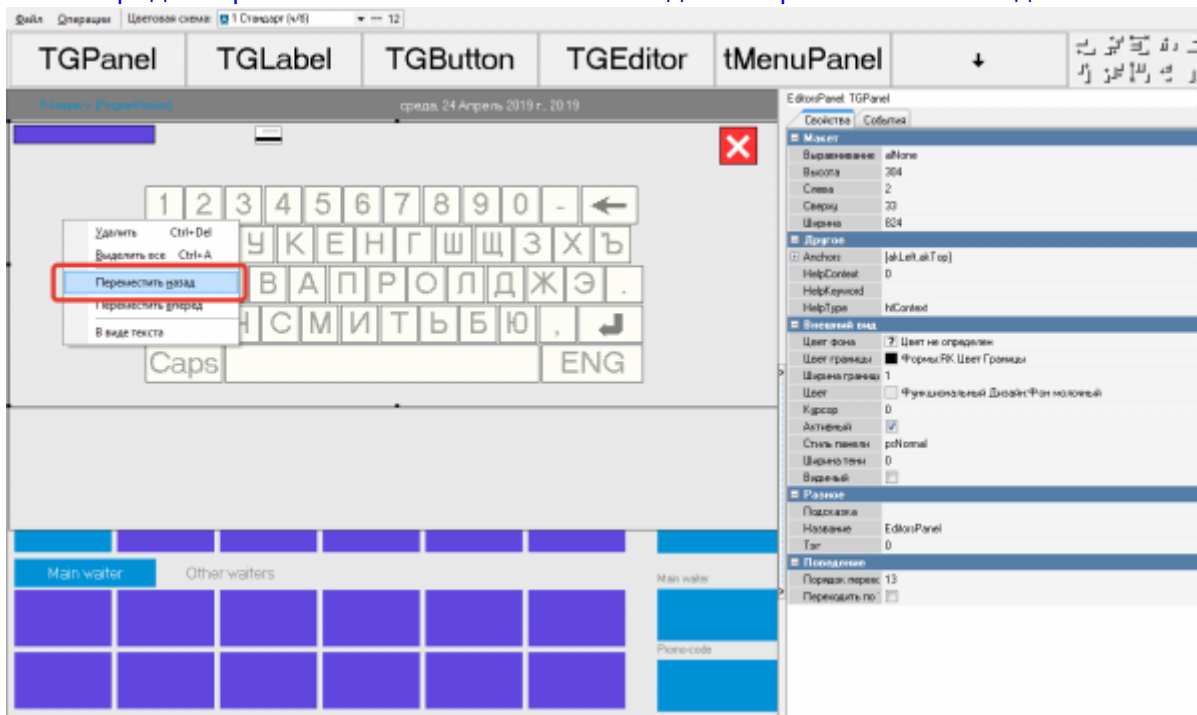 Файл Операции Цветовая схема: 1 Стандарт (ч/б) 12
TGPanel TGLabel TGButton TGEditor tMenuPanel
среда, 24 Апрель 2019 г., 20:19
EditorsPanel: TGPanel
Свойства События
Макет
Выравнивание alNone
Высота 304
Слева 2
Сверху 33
Ширина 824
Другое
Anchors [akLeft,akTop]
HelpContext 0
HelpKeyword
HelpType htContext
Внешний вид
Цвет фона Цвет не определен
Цвет границы Формы:RK Цвет Границы
Ширина границы 1
Цвет Функциональный Дизайн:Фон молочный
Курсор 0
Активный
Стиль панели psNormal
Ширина тени 0
Видимый
Разное
Подсказка
Название EditorsPanel
Тэг 0
Поведение
Порядок перекл 13
Переходить по
1 2 3 4 5 6 7 8 9 0 -
У К Е Н Г Ш Щ З Х Ъ
В А П Р О Л Д Ж Э .
С М И Т Ь Б Ю ,
Caps ENG
Удалить Ctrl+Del
Выделить все Ctrl+A
Переместить назад
Переместить вперед
В виде текста
Main waiter Other waiters
Main waiter
Promo-code